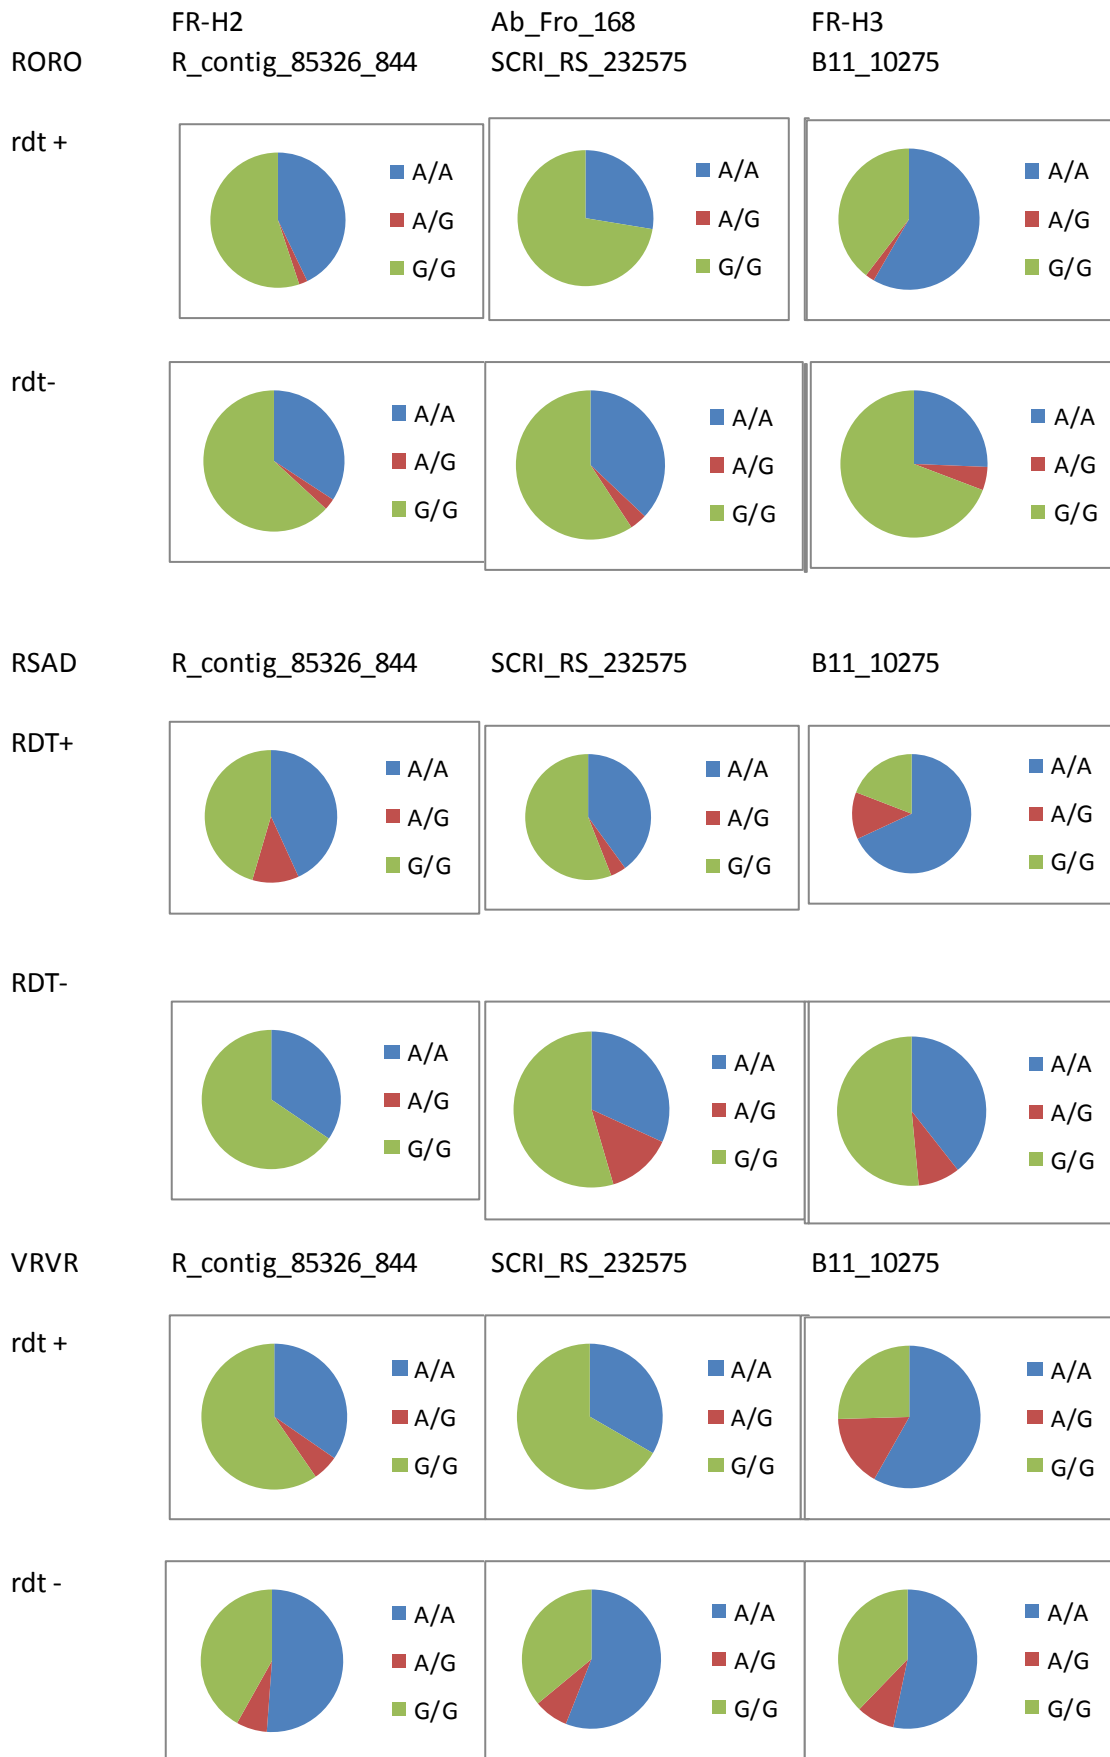 FR-H2 Ab_Fro_168 FR-H3
RORO R_contig_85326_844 SCRI_RS_232575 B11_10275
rdt +
A/A A/A A/A
A/G A/G A/G
G/G G/G G/G
rdt-
A/A A/A A/A
A/G A/G A/G
G/G G/G G/G
RSAD R_contig_85326_844 SCRI_RS_232575 B11_10275
RDT+
A/A A/A A/A
A/G A/G A/G
G/G G/G G/G
RDT-
A/A A/A A/A
A/G A/G A/G
G/G G/G G/G
VRVR R_contig_85326_844 SCRI_RS_232575 B11_10275
rdt +
A/A A/A A/A
A/G A/G A/G
G/G G/G G/G
rdt -
A/A A/A A/A
A/G A/G A/G
G/G G/G G/G